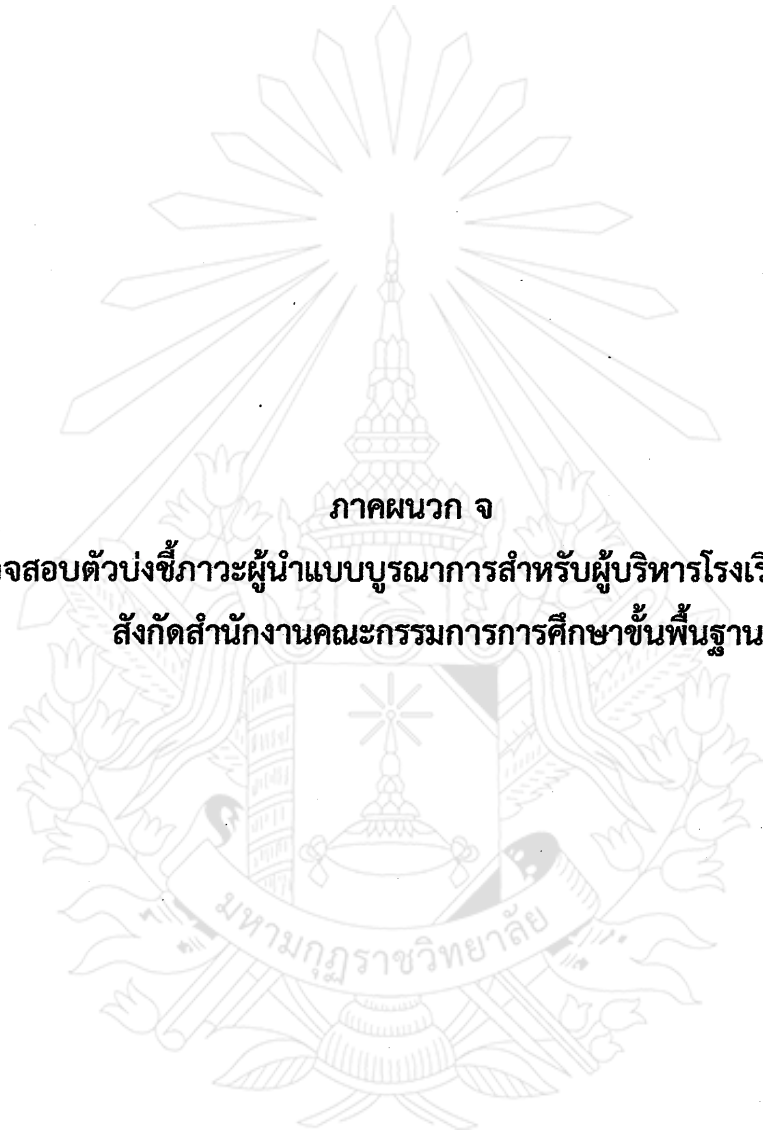 ภาคผนวก จ
จสอบตัวบ่งชี้ภาวะผู้นำแบบบูรณาการสำหรับผู้บริหารโรงเรี
สังกัดสำนักงานคณะกรรมการการศึกษาขั้นพื้นฐาน
มหามกุฏราชวิทยาลัย